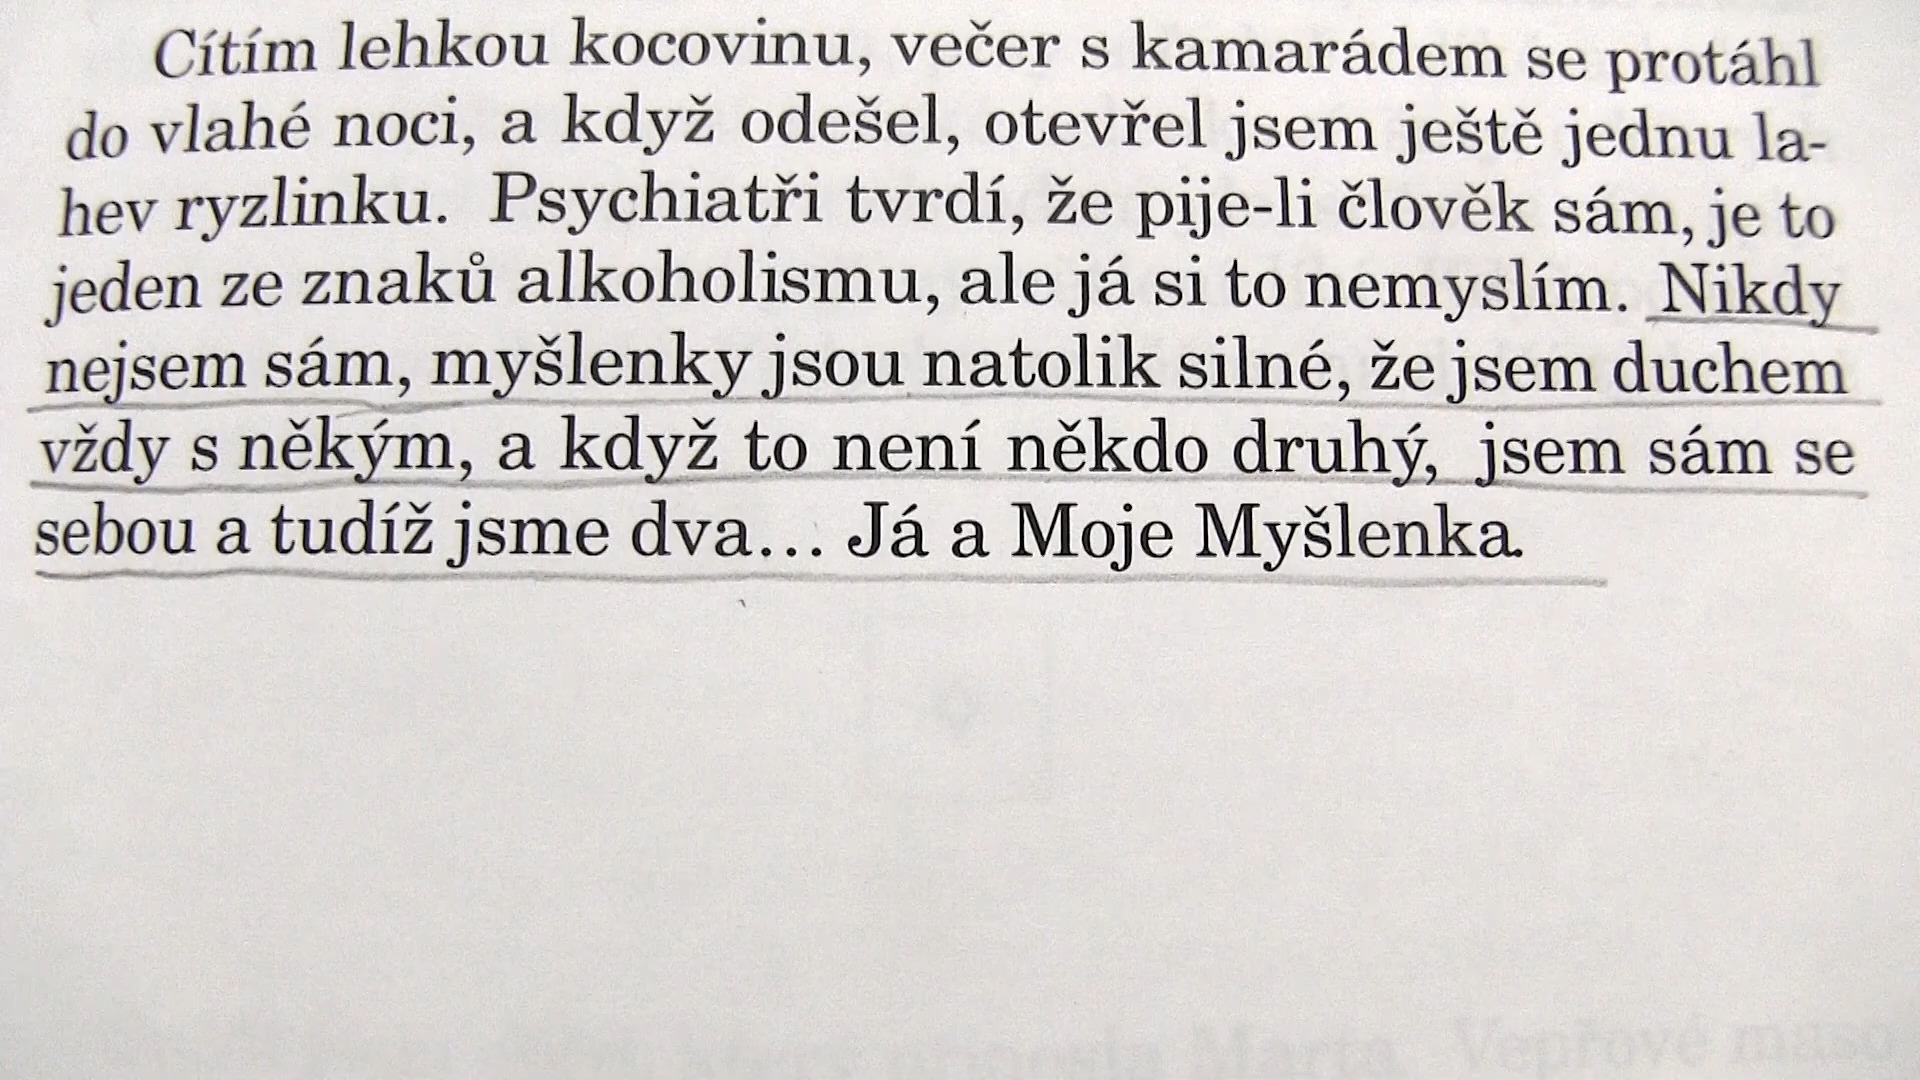 Cítím lehkou kocovinu, večer s kamarádem se protáhl
do vlahé noci, a když odešel, otevřel jsem ještě jednu la-
hev ryzlinku. Psychiatři tvrdí, že pije-li člověk sám, je to
jeden ze znaků alkoholismu, ale já si to nemyslím. Nikdy
nejsem sám, myšlenky jsou natolik silné, že jsem duchem
vždy s někým, a když to není někdo druhý, jsem sám se
sebou a tudíž jsme dva... Já a Moje Myšlenka.
Marta Vepřové maso